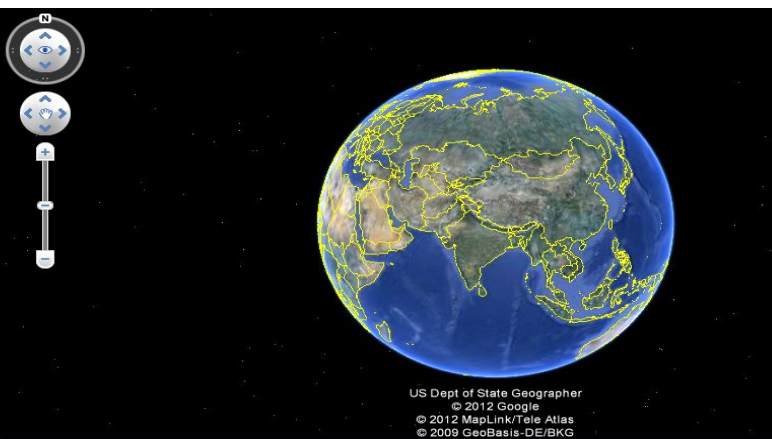 N
US Dept of State Geographer
© 2012 Google
© 2012 MapLink/Tele Atlas
© 2009 GeoBasis-DE/BKG